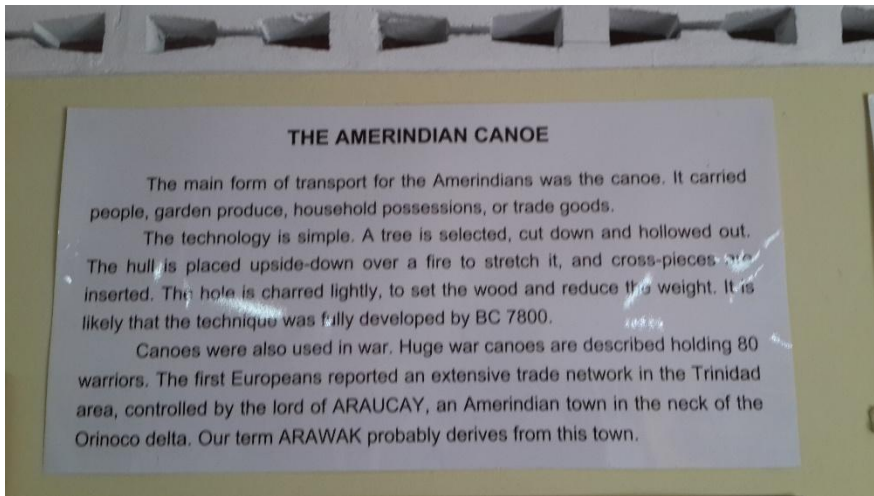 THE AMERINDIAN CANOE
The main form of transport for the Amerindians was the canoe. It carried
people, garden produce, household possessions, or trade goods.
The technology is simple. A tree is selected, cut down and hollowed out.
The hull is placed upside-down over a fire to stretch it, and cross-pieces are
inserted. The hole is charred lightly, to set the wood and reduce the weight. It is
likely that the technique was fully developed by BC 7800.
Canoes were also used in war. Huge war canoes are described holding 80
warriors. The first Europeans reported an extensive trade network in the Trinidad
area, controlled by the lord of ARAUCAY, an Amerindian town in the neck of the
Orinoco delta. Our term ARAWAK probably derives from this town.